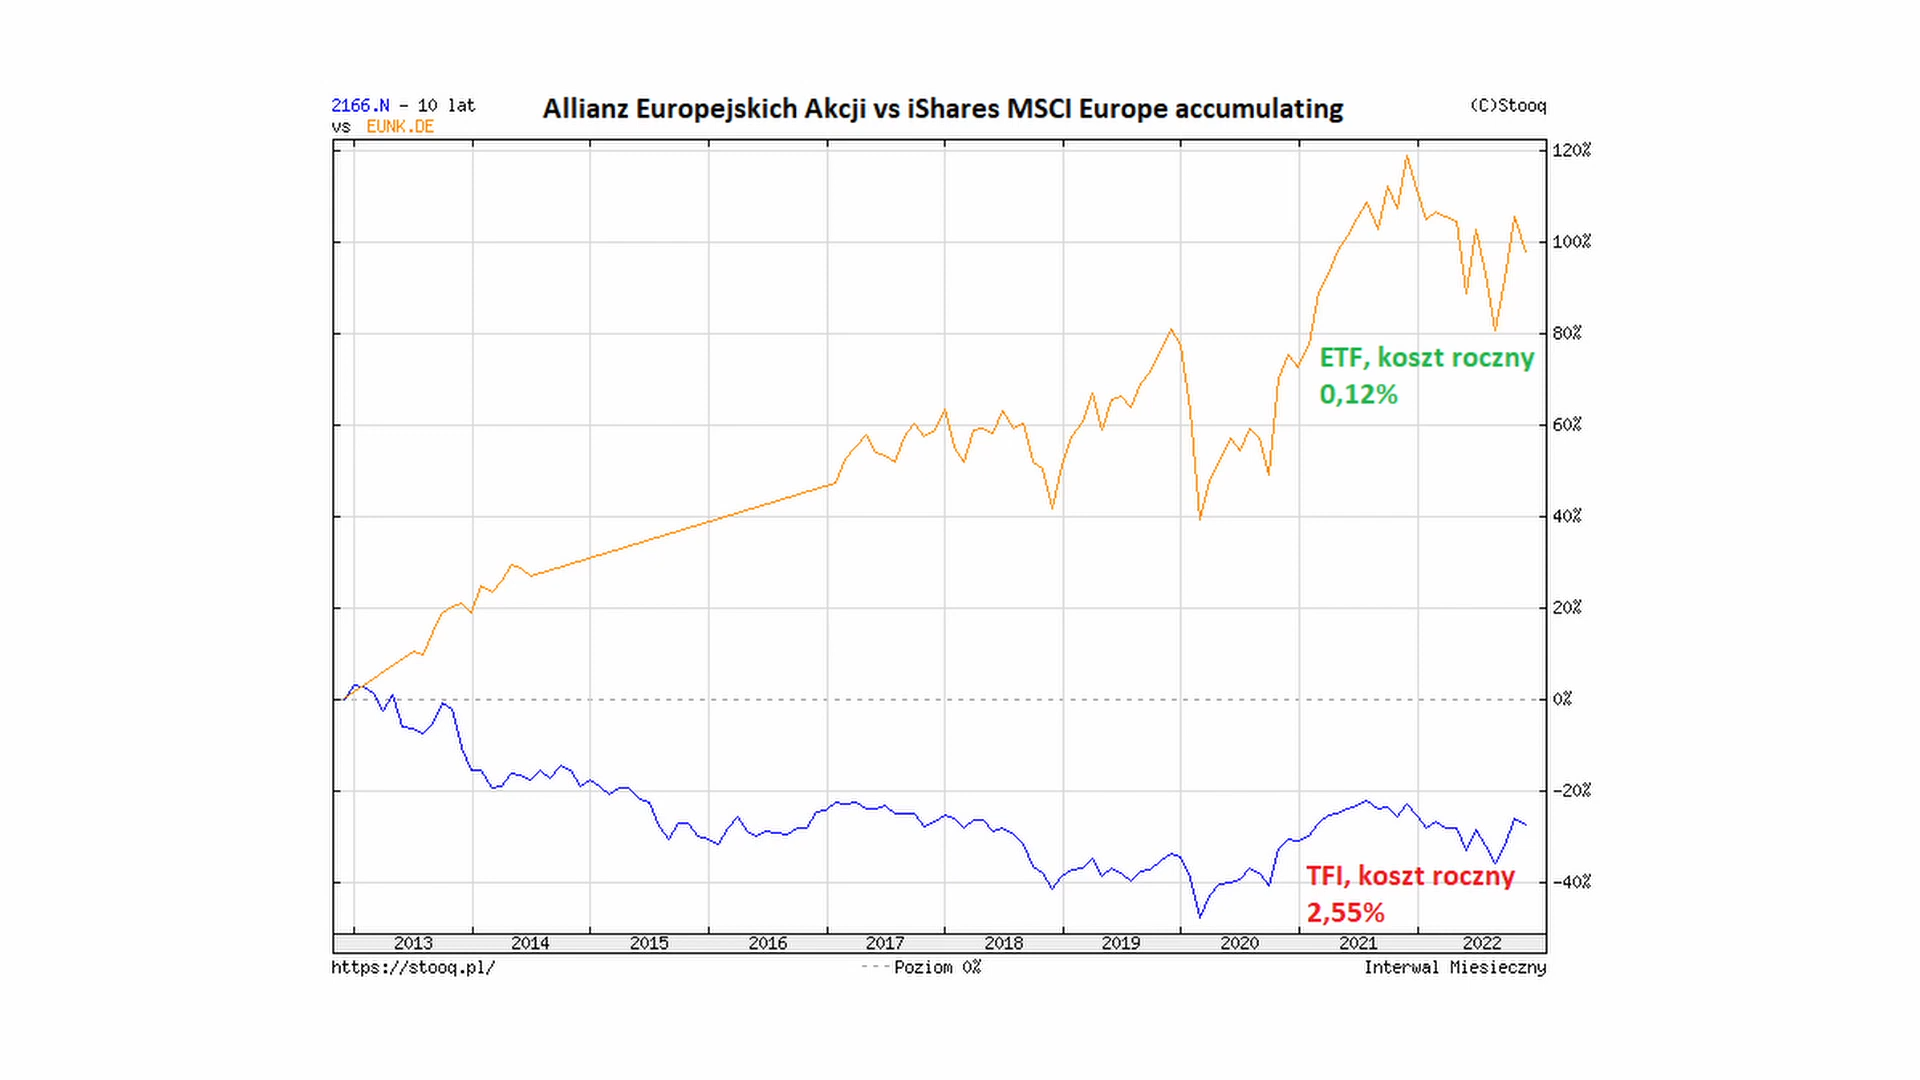 2166.N - 10 lat
vs EUNK.DE
Allianz Europejskich Akcji vs iShares MSCI Europe accumulating
(C)Stooq
120%
100%
80%
ETF, koszt roczny
0,12%
60%
40%
20%
0%
-20%
TFI, koszt roczny
2,55%
-40%
2013 2014 2015 2016 2017 2018 2019 2020 2021 2022
https://stooq.pl/
---Poziom 0%
Interwal Miesieczny